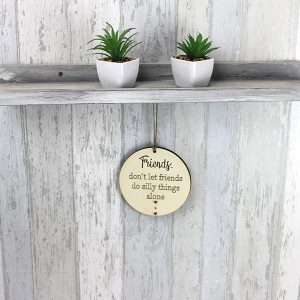 Friends
don't let friends
do silly things
alone